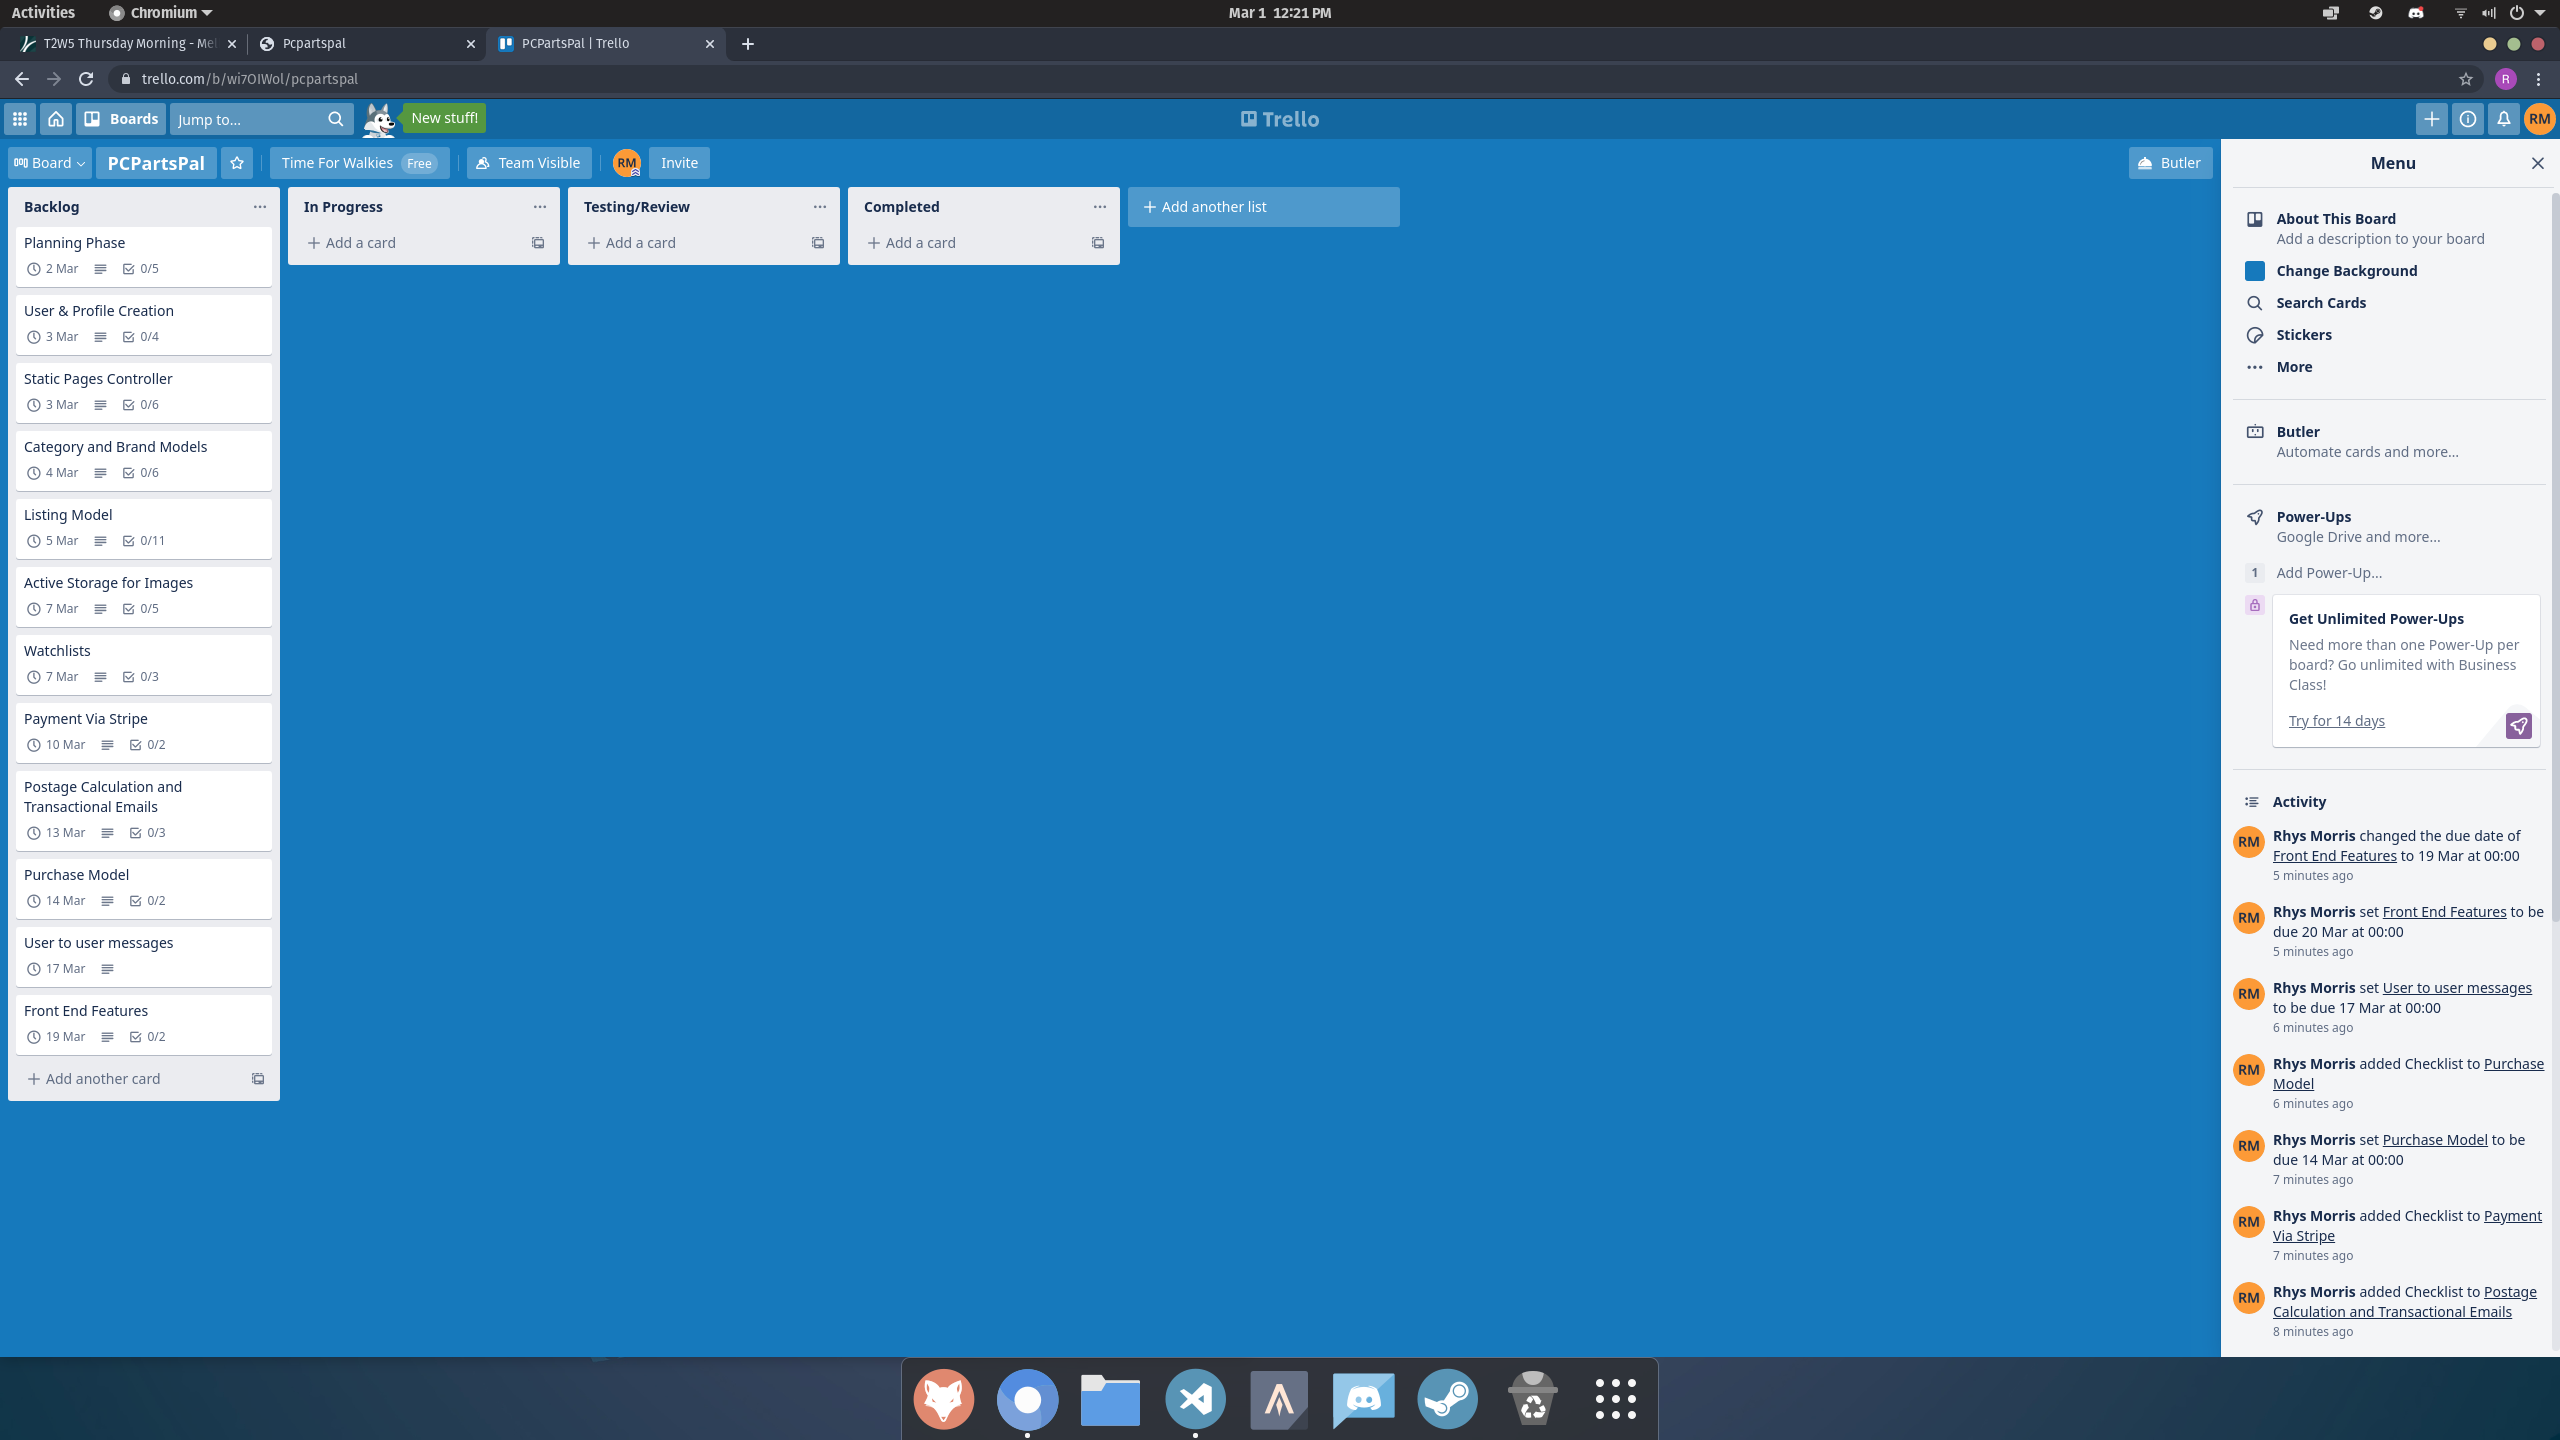 Activities
Chromium
Mar 1 12:21 PM
T2W5 Thursday Morning - Mel
Pcpartspal
PCPartsPal | Trello
trello.com/b/wi7OIWol/pcpartspal
R
Boards
Jump to...
New stuff!
Trello
RM
Board
PCPartsPal
Time For Walkies Free
Team Visible
RM
Invite
Butler
Backlog
Planning Phase
2 Mar 0/5
User & Profile Creation
3 Mar 0/4
Static Pages Controller
3 Mar 0/6
Category and Brand Models
4 Mar 0/6
Listing Model
5 Mar 0/11
Active Storage for Images
7 Mar 0/5
Watchlists
7 Mar 0/3
Payment Via Stripe
10 Mar 0/2
Postage Calculation and
Transactional Emails
13 Mar 0/3
Purchase Model
14 Mar 0/2
User to user messages
17 Mar
Front End Features
19 Mar 0/2
Add another card
In Progress
Add a card
Testing/Review
Add a card
Completed
Add a card
Add another list
Menu
About This Board
Add a description to your board
Change Background
Search Cards
Stickers
More
Butler
Automate cards and more...
Power-Ups
Google Drive and more...
1 Add Power-Up...
Get Unlimited Power-Ups
Need more than one Power-Up per
board? Go unlimited with Business
Class!
Try for 14 days
Activity
RM
Rhys Morris changed the due date of
Front End Features to 19 Mar at 00:00
5 minutes ago
RM
Rhys Morris set Front End Features to be
due 20 Mar at 00:00
5 minutes ago
RM
Rhys Morris set User to user messages
to be due 17 Mar at 00:00
6 minutes ago
RM
Rhys Morris added Checklist to Purchase
Model
6 minutes ago
RM
Rhys Morris set Purchase Model to be
due 14 Mar at 00:00
7 minutes ago
RM
Rhys Morris added Checklist to Payment
Via Stripe
7 minutes ago
RM
Rhys Morris added Checklist to Postage
Calculation and Transactional Emails
8 minutes ago